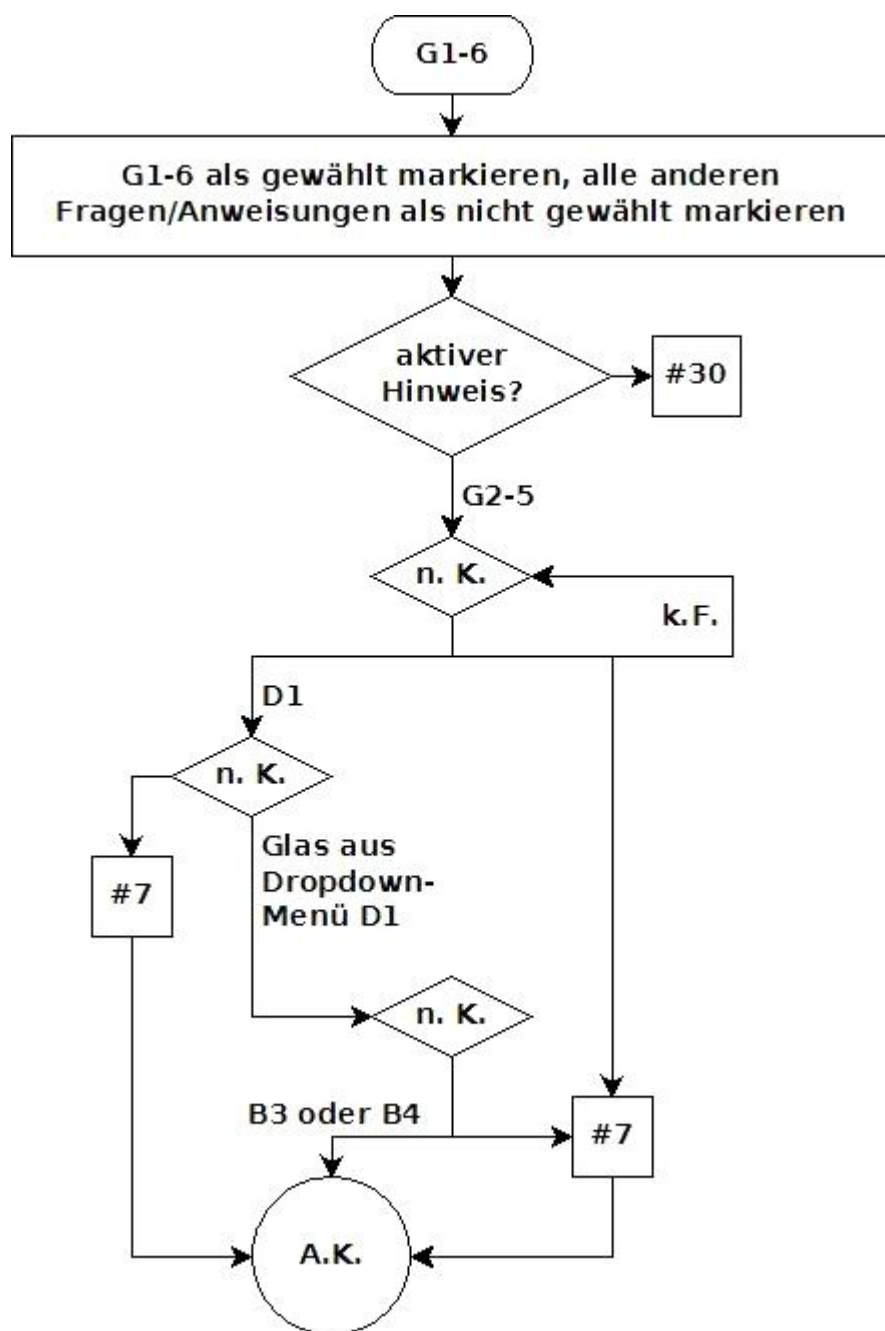 G1-6
G1-6 als gewählt markieren, alle anderen
Fragen/Anweisungen als nicht gewählt markieren
aktiver
Hinweis?
#30
G2-5
n. K.
k.F.
D1
n. K.
Glas aus
Dropdown-
Menü D1
#7
n. K.
B3 oder B4
#7
A.K.